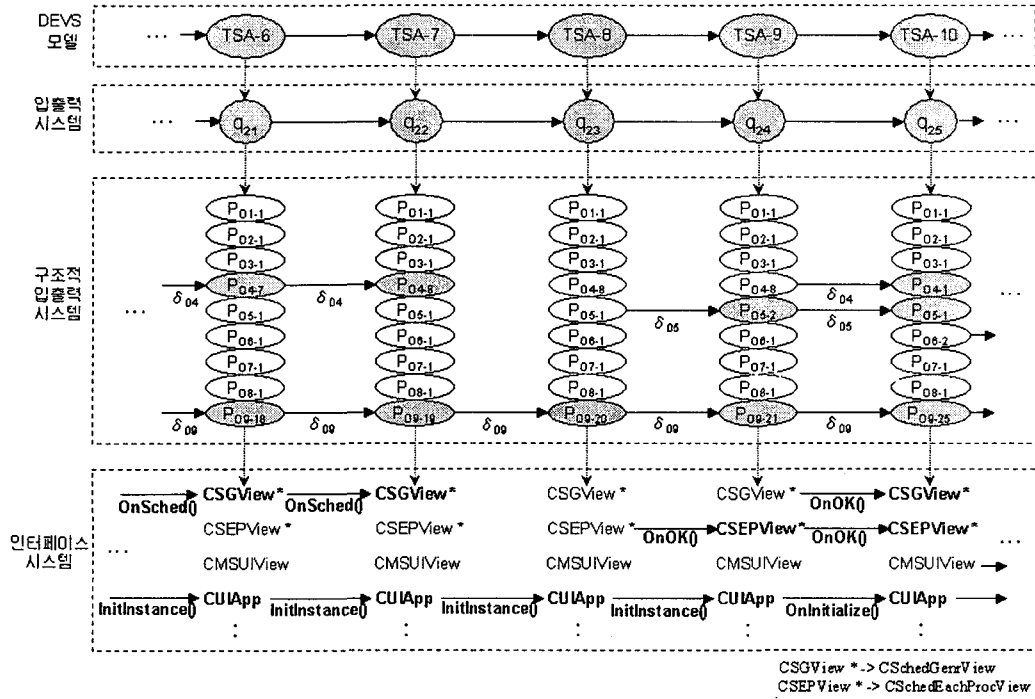 DEVS
모델
... TSA-6 TSA-7 TSA-8 TSA-9 TSA-10 ...
입출력
시스템
... q21 q22 q23 q24 q25 ...
구조적
입출력
시스템
P01-1 P01-1 P01-1 P01-1 P01-1
P02-1 P02-1 P02-1 P02-1 P02-1
P03-1 P03-1 P03-1 P03-1 P03-1
δ04 P04-7 δ04 P04-8 P04-8 P04-8 δ04 P04-1
... P05-1 P05-1 P05-1 δ05 P05-2 δ05 P05-1 ...
P06-1 P06-1 P06-1 P06-1 P06-2
P07-1 P07-1 P07-1 P07-1 P07-1
P08-1 P08-1 P08-1 P08-1 P08-1
δ09 P09-18 δ09 P09-19 δ09 P09-20 δ09 P09-21 δ09 P09-25
인터페이스
시스템
CSGView * CSGView * CSGView * CSGView * CSGView *
OnSched() OnSched() OnOK()
CSEPView * CSEPView * CSEPView * CSEPView * CSEPView *
... OnOK() OnOK() ...
CMSUIView CMSUIView CMSUIView CMSUIView CMSUIView
CUIApp CUIApp CUIApp CUIApp CUIApp
InitInstance() InitInstance() InitInstance() InitInstance() OnInitialize()
: : : : :
CSGView * -> CSchedGenrView
CSEPView * -> CSchedEachProcView